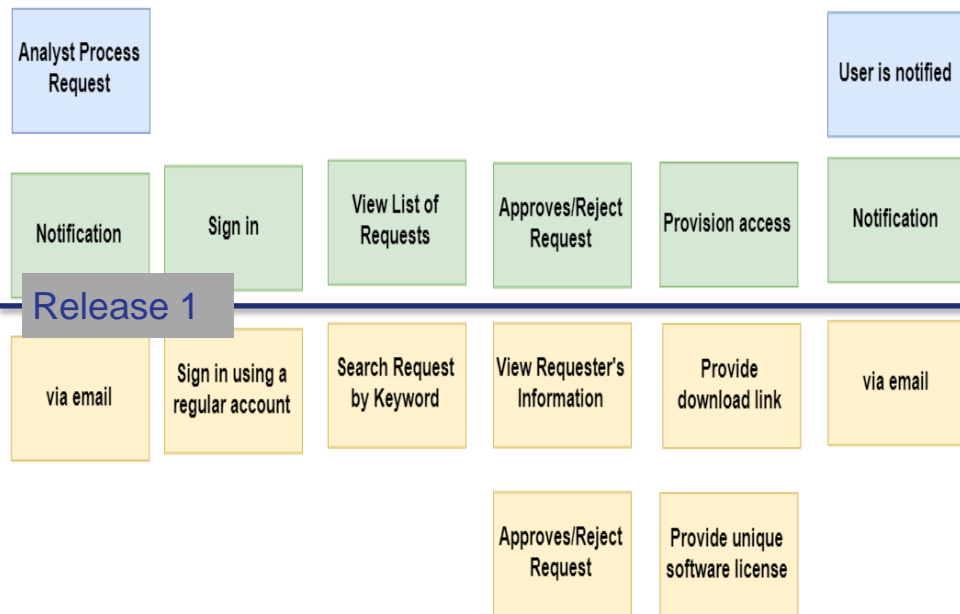 Analyst Process
Request
User is notified
Notification
Sign in
View List of
Requests
Approves/Reject
Request
Provision access
Notification
Release 1
via email
Sign in using a
regular account
Search Request
by Keyword
View Requester's
Information
Provide
download link
via email
Approves/Reject
Request
Provide unique
software license